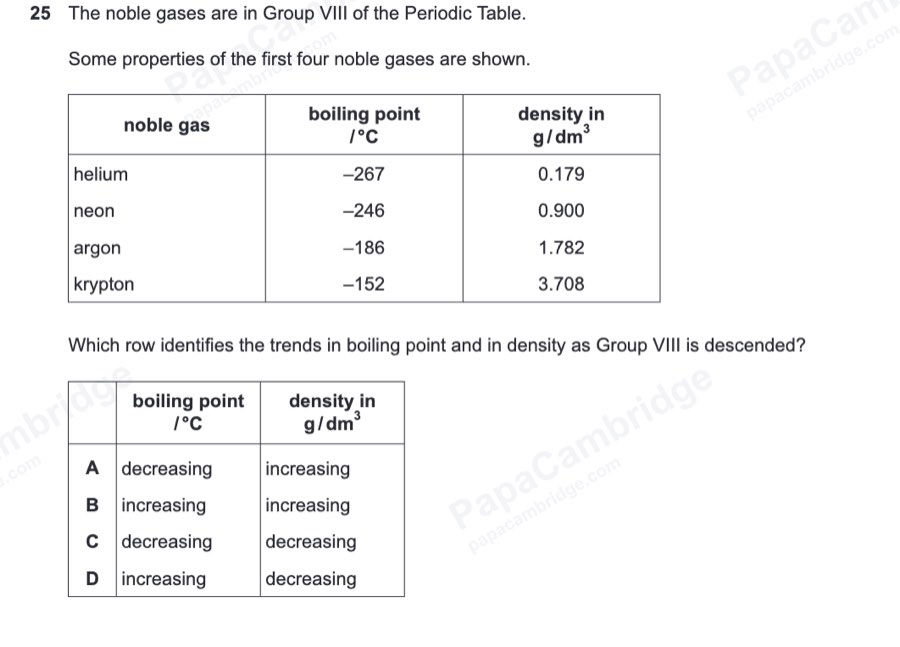 25 The noble gases are in Group VIII of the Periodic Table.
Some properties of the first four noble gases are shown.
noble gas boiling point /°C density in g/dm³
helium –267 0.179
neon –246 0.900
argon –186 1.782
krypton –152 3.708
Which row identifies the trends in boiling point and in density as Group VIII is descended?
boiling point /°C density in g/dm³
A decreasing increasing
B increasing increasing
C decreasing decreasing
D increasing decreasing
PapaCambridge
papacambridge.com